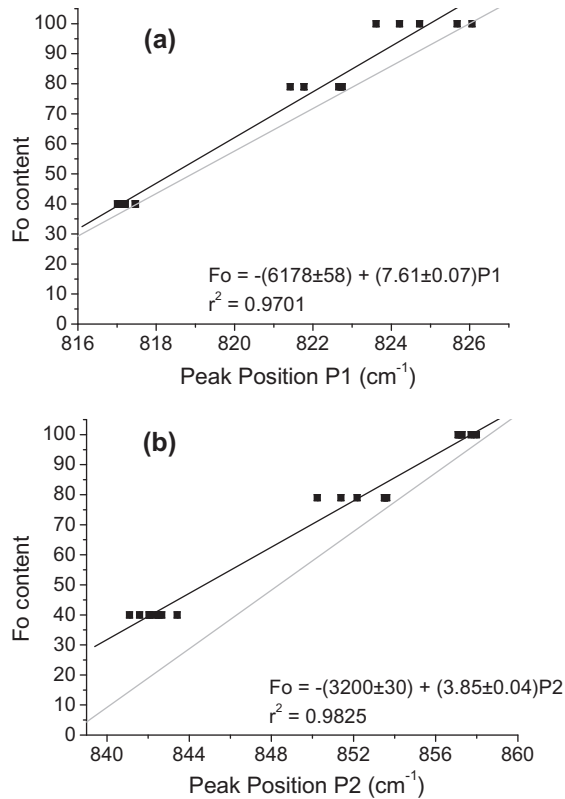 (a)
Fo content
100
90
80
70
60
50
40
30
20
10
0
Fo = -(6178±58) + (7.61±0.07)P1
r² = 0.9701
816 818 820 822 824 826
Peak Position P1 (cm⁻¹)
(b)
Fo content
100
90
80
70
60
50
40
30
20
10
0
Fo = -(3200±30) + (3.85±0.04)P2
r² = 0.9825
840 844 848 852 856 860
Peak Position P2 (cm⁻¹)